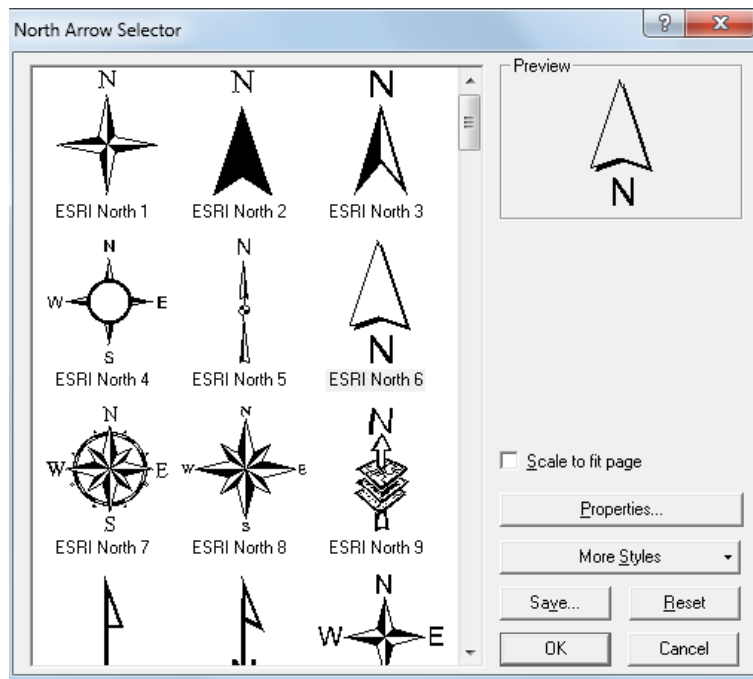 North Arrow Selector
Preview
N
N N N
ESRI North 1 ESRI North 2 ESRI North 3
N N
W E
S N
ESRI North 4 ESRI North 5 ESRI North 6
N N N
W E W E
S S
ESRI North 7 ESRI North 8 ESRI North 9
N
W E
Scale to fit page
Properties...
More Styles
Save... Reset
OK Cancel